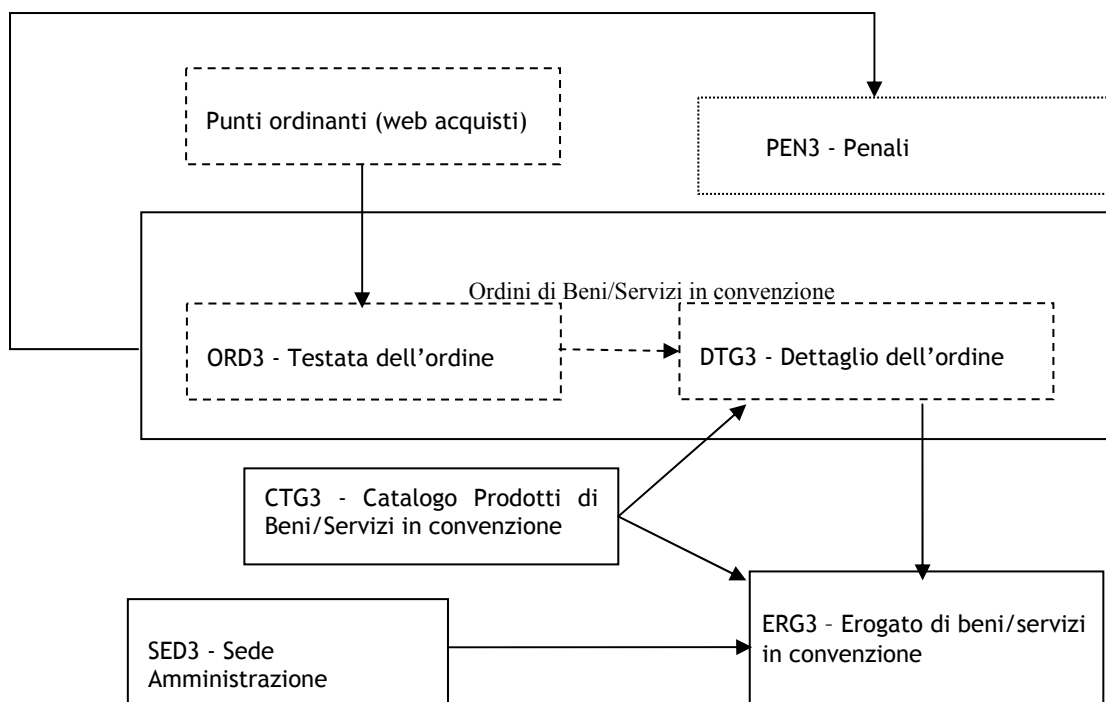 Punti ordinanti (web acquisti)
PEN3 - Penali
Ordini di Beni/Servizi in convenzione
ORD3 - Testata dell’ordine
DTG3 - Dettaglio dell’ordine
CTG3 - Catalogo Prodotti di
Beni/Servizi in convenzione
ERG3 – Erogato di beni/servizi
in convenzione
SED3 - Sede
Amministrazione